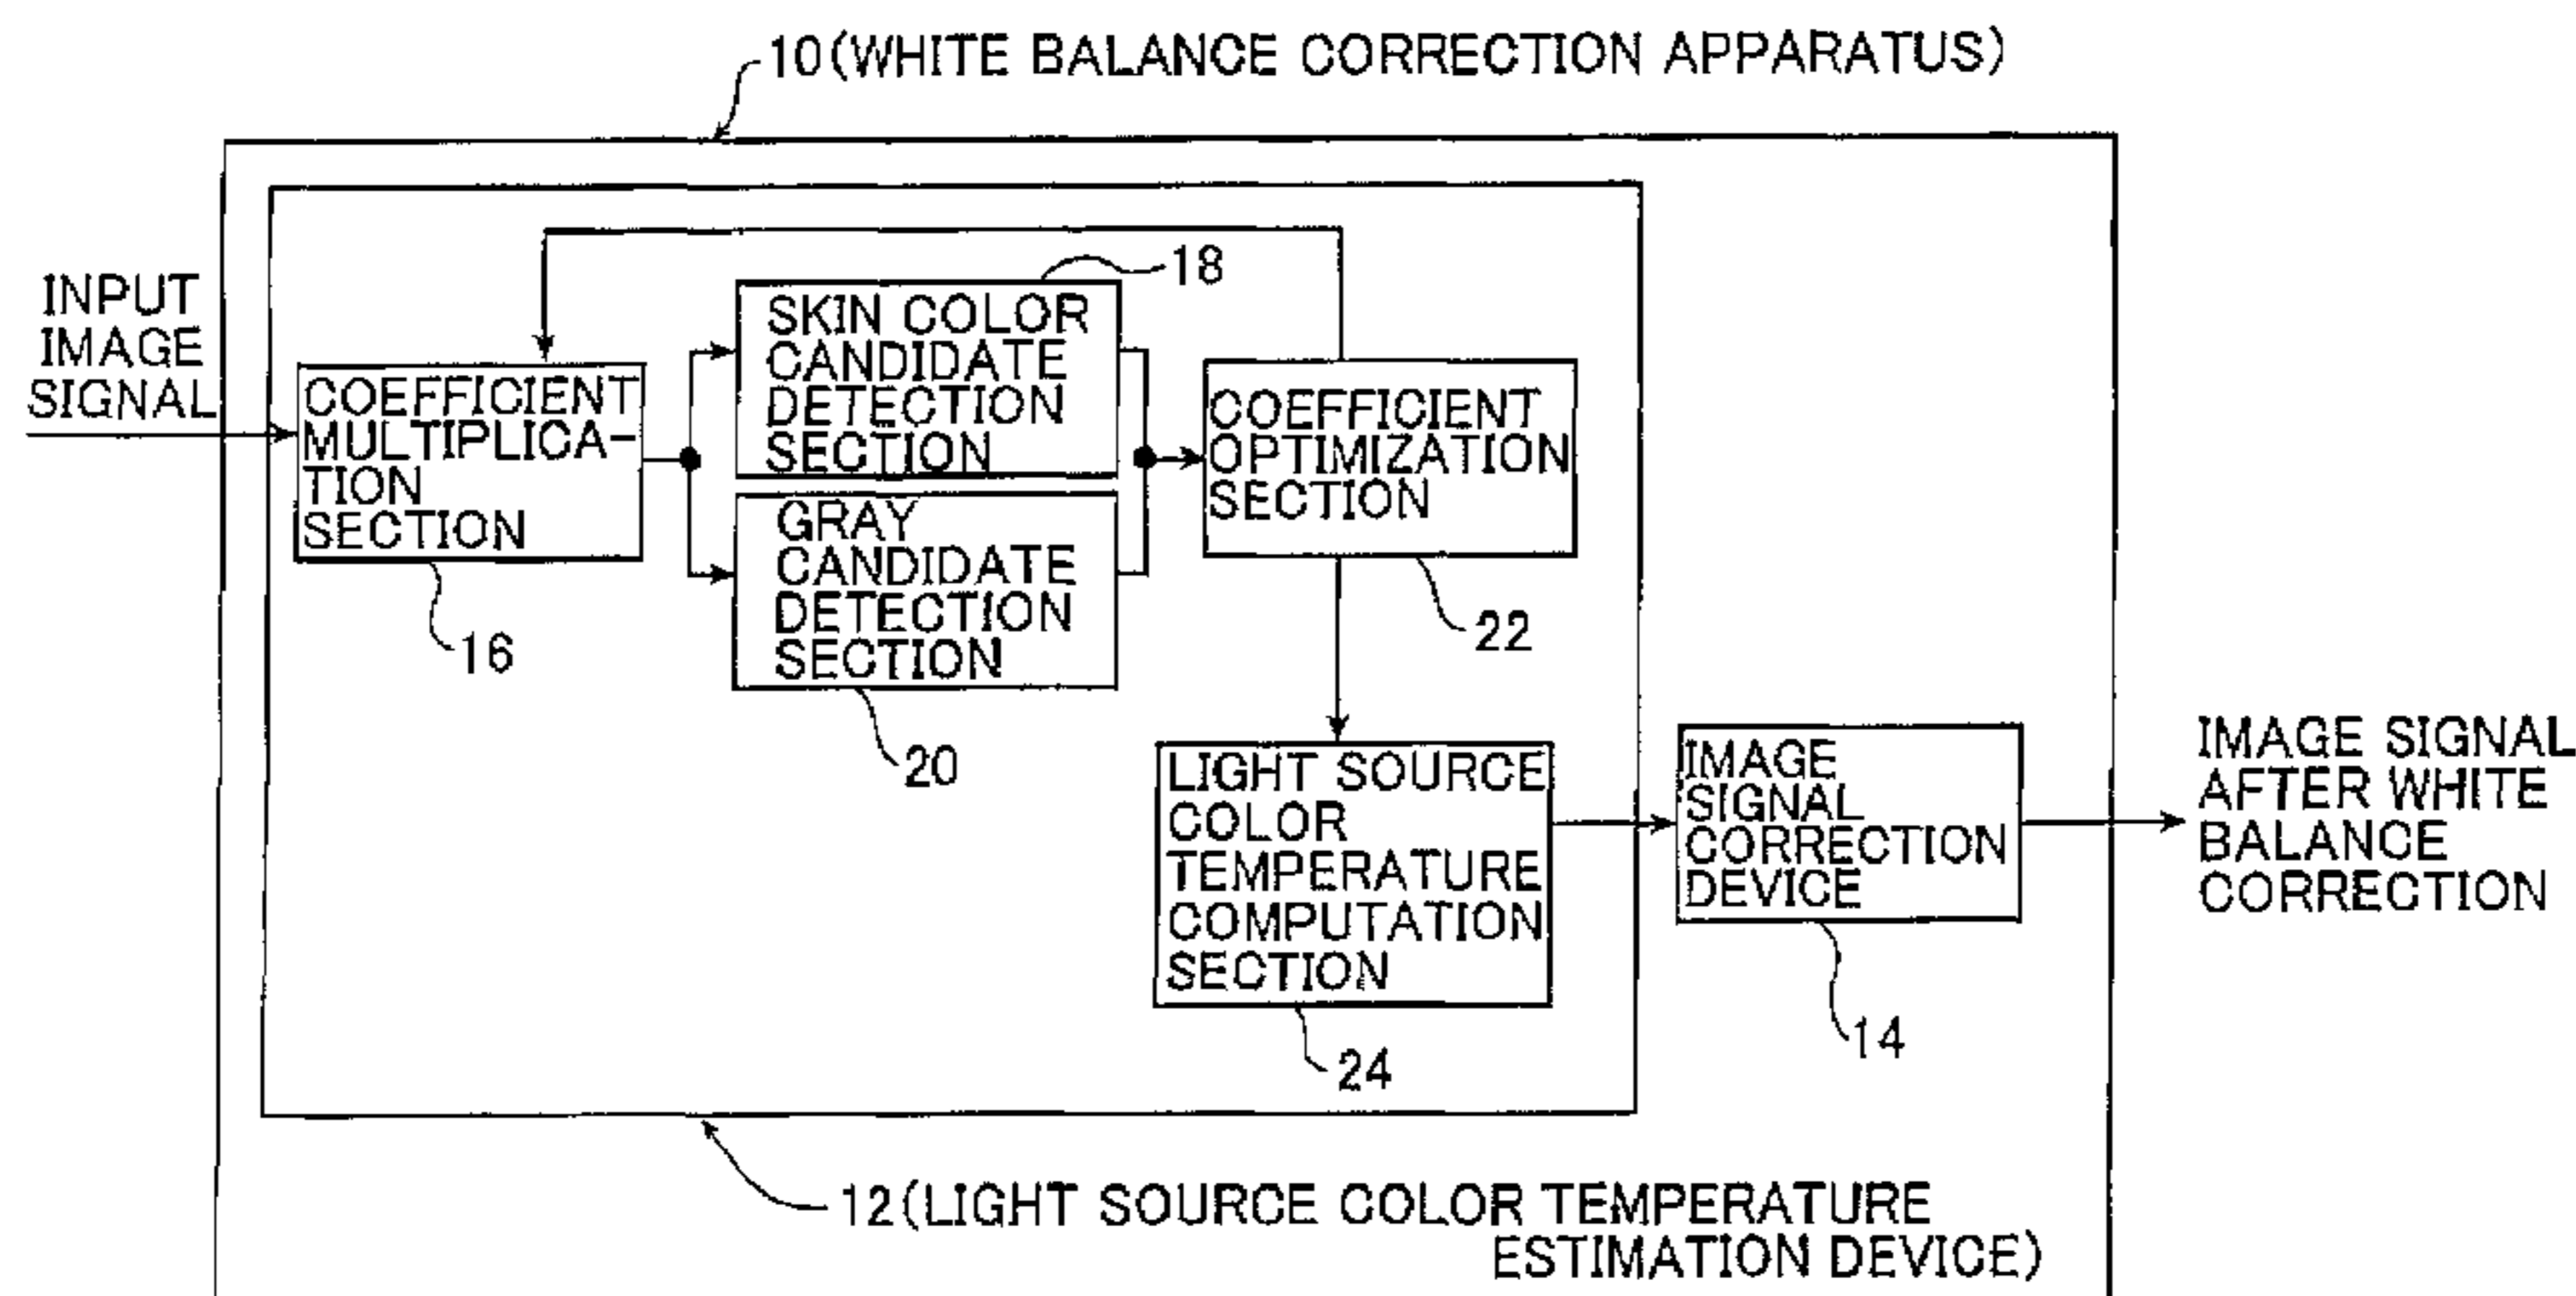 10(WHITE BALANCE CORRECTION APPARATUS)
INPUT
IMAGE
SIGNAL
COEFFICIENT
MULTIPLICA-
TION
SECTION
16
18
SKIN COLOR
CANDIDATE
DETECTION
SECTION
GRAY
CANDIDATE
DETECTION
SECTION
20
COEFFICIENT
OPTIMIZATION
SECTION
22
LIGHT SOURCE
COLOR
TEMPERATURE
COMPUTATION
SECTION
24
IMAGE
SIGNAL
CORRECTION
DEVICE
14
IMAGE SIGNAL
AFTER WHITE
BALANCE
CORRECTION
12(LIGHT SOURCE COLOR TEMPERATURE
ESTIMATION DEVICE)